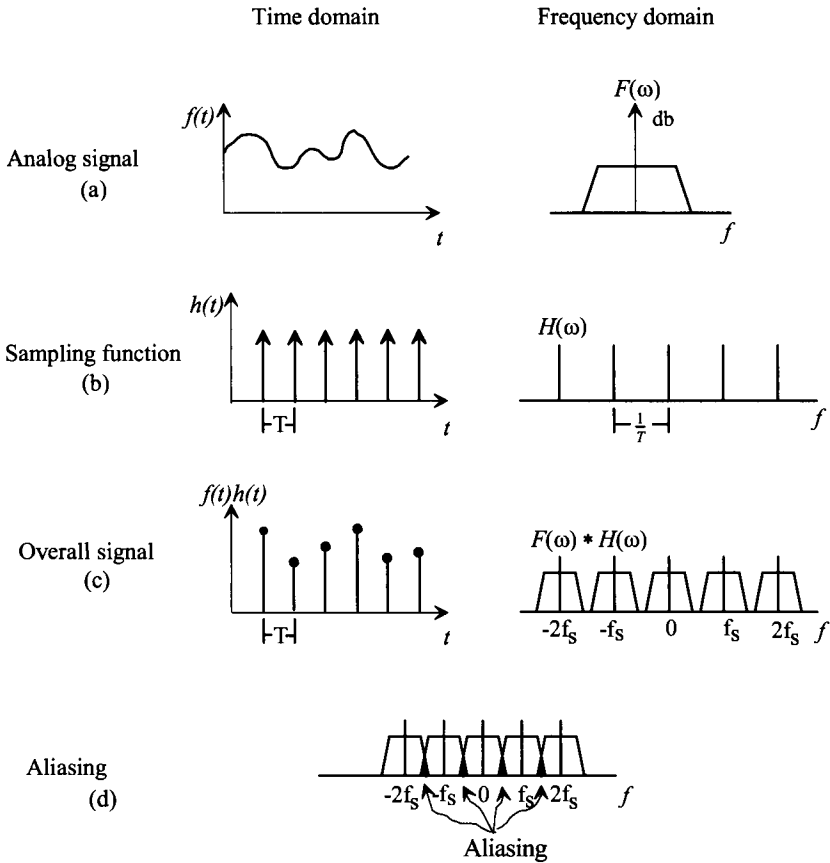 Time domain
Frequency domain
f(t)
F(ω)
db
Analog signal
(a)
t
f
h(t)
H(ω)
Sampling function
(b)
T
t
1/T
f
f(t)h(t)
F(ω) * H(ω)
Overall signal
(c)
T
t
-2fs -fs 0 fs 2fs f
Aliasing
(d)
-2fs -fs 0 fs 2fs f
Aliasing